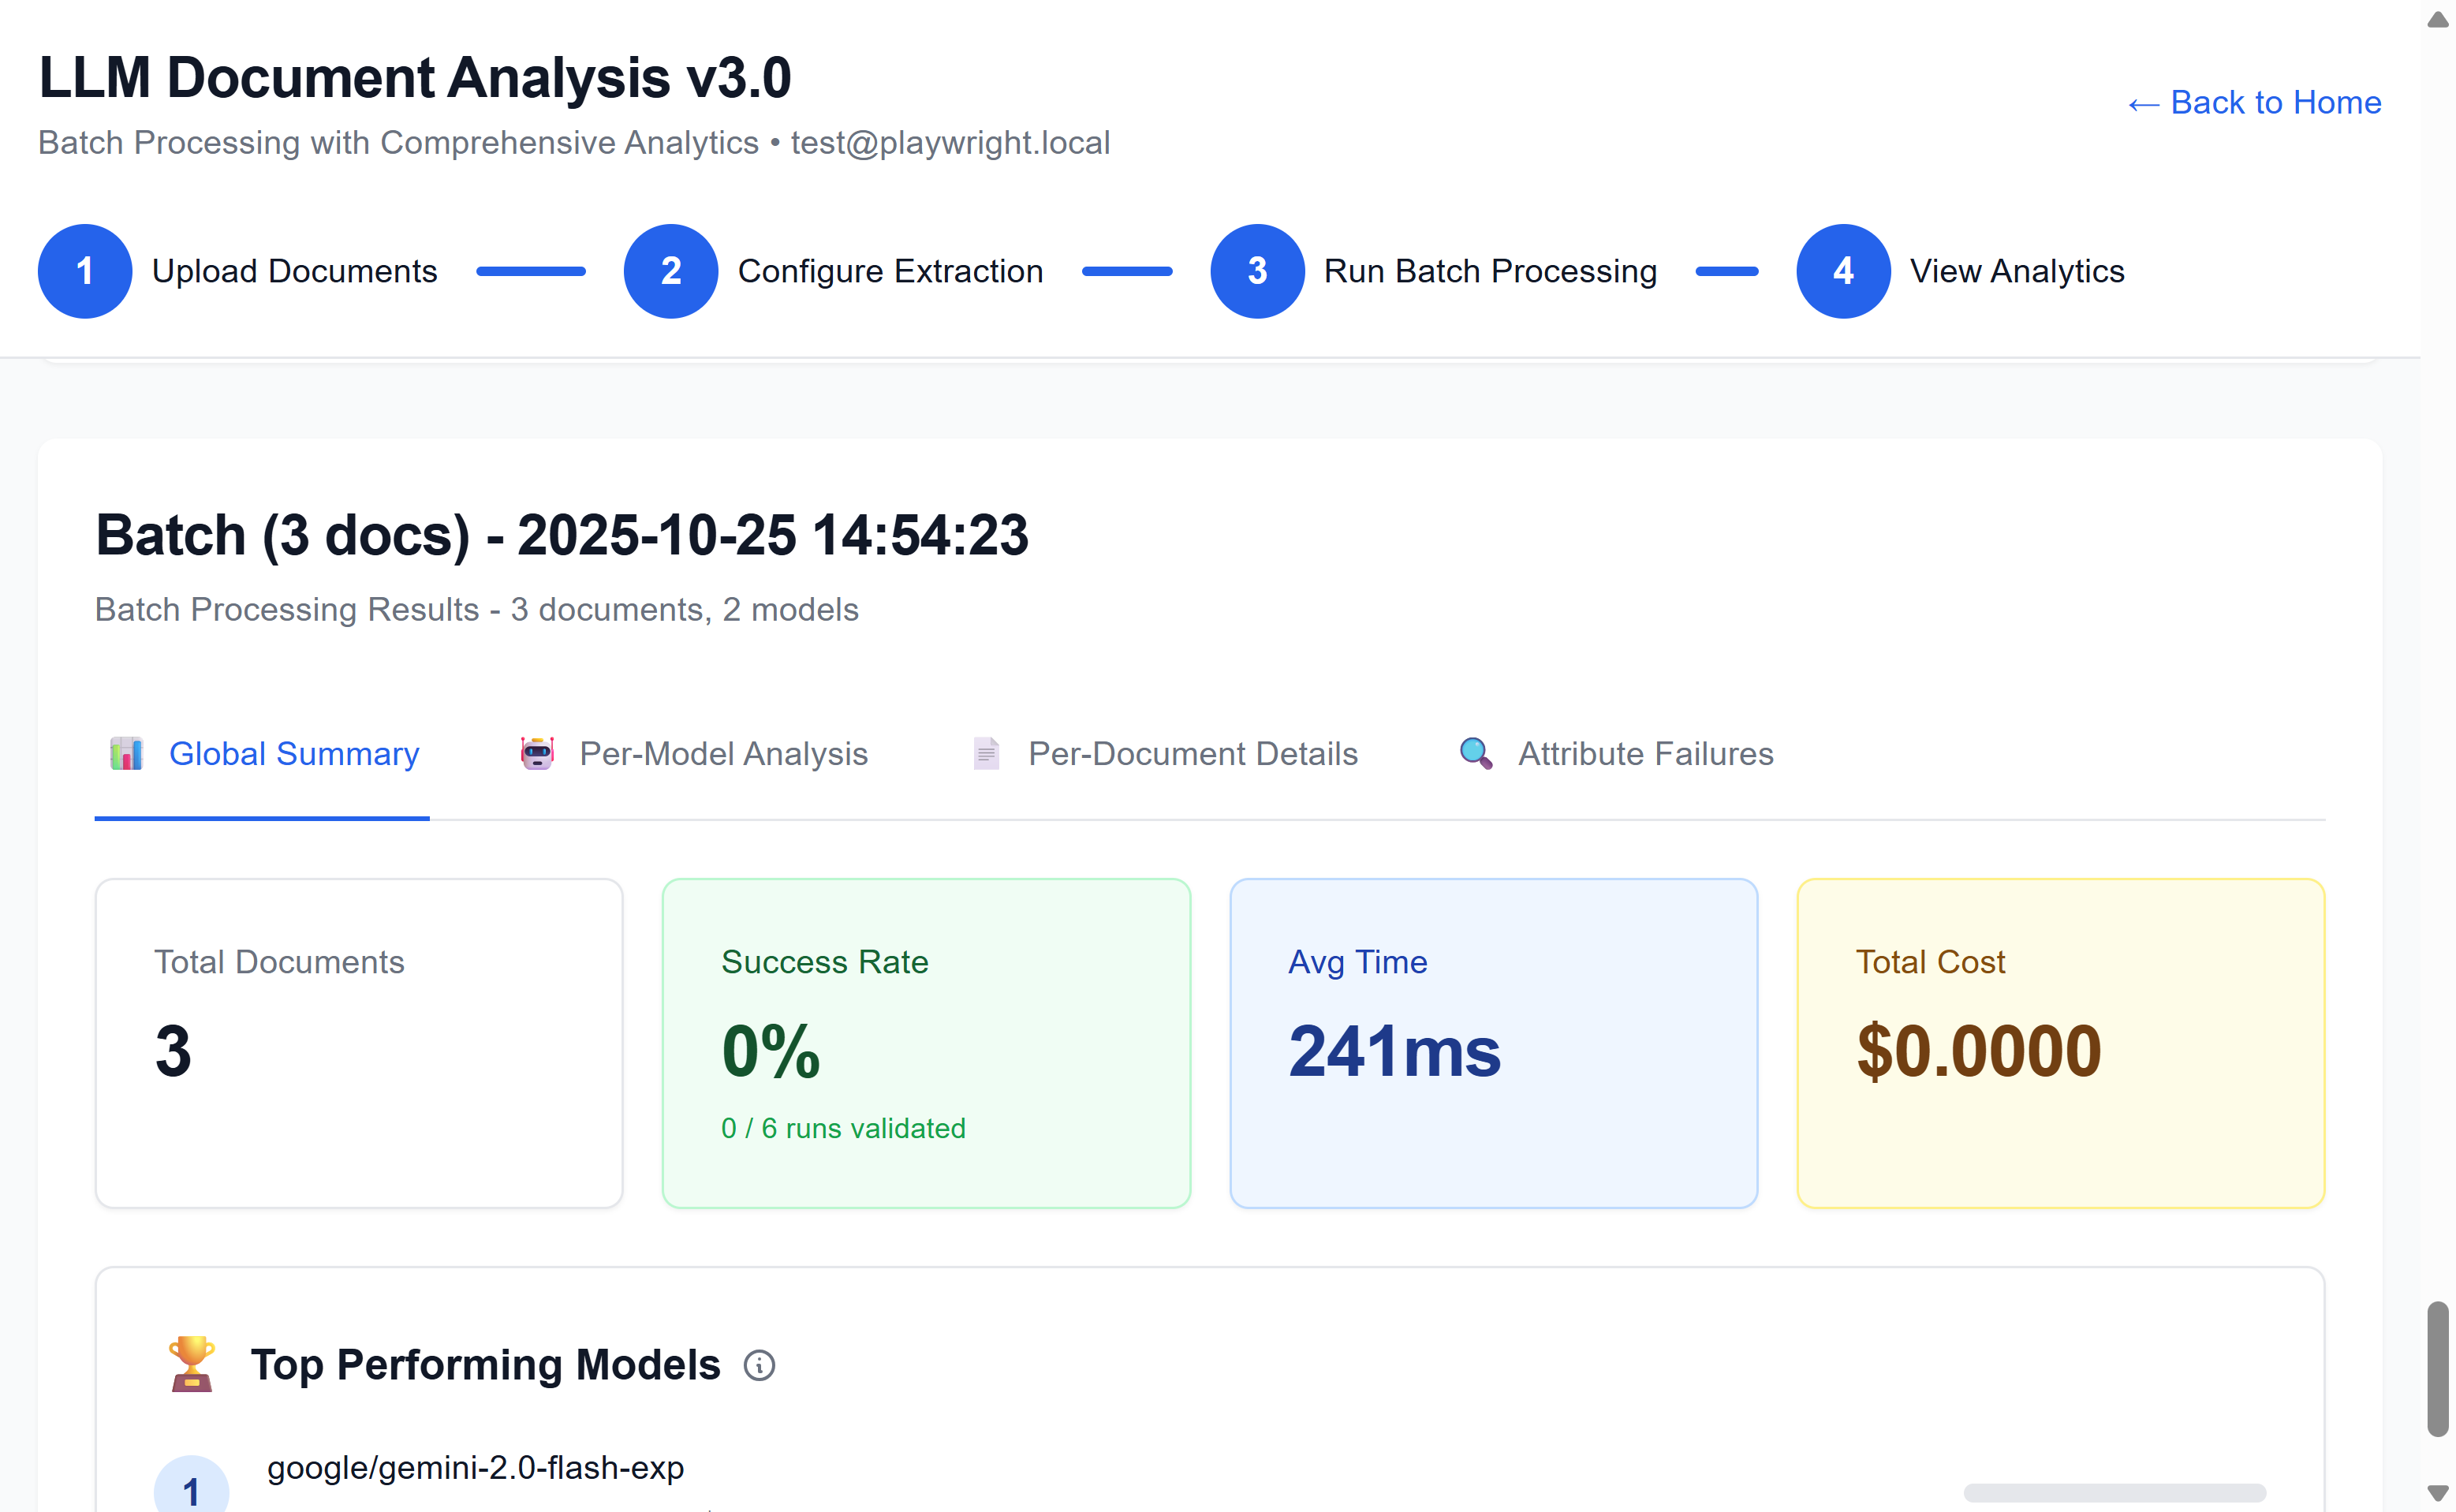 LLM Document Analysis v3.0
← Back to Home
Batch Processing with Comprehensive Analytics • test@playwright.local
1 Upload Documents 2 Configure Extraction 3 Run Batch Processing 4 View Analytics
Batch (3 docs) - 2025-10-25 14:54:23
Batch Processing Results - 3 documents, 2 models
Global Summary Per-Model Analysis Per-Document Details Attribute Failures
Total Documents
3
Success Rate
0%
0 / 6 runs validated
Avg Time
241ms
Total Cost
$0.0000
Top Performing Models
google/gemini-2.0-flash-exp
1